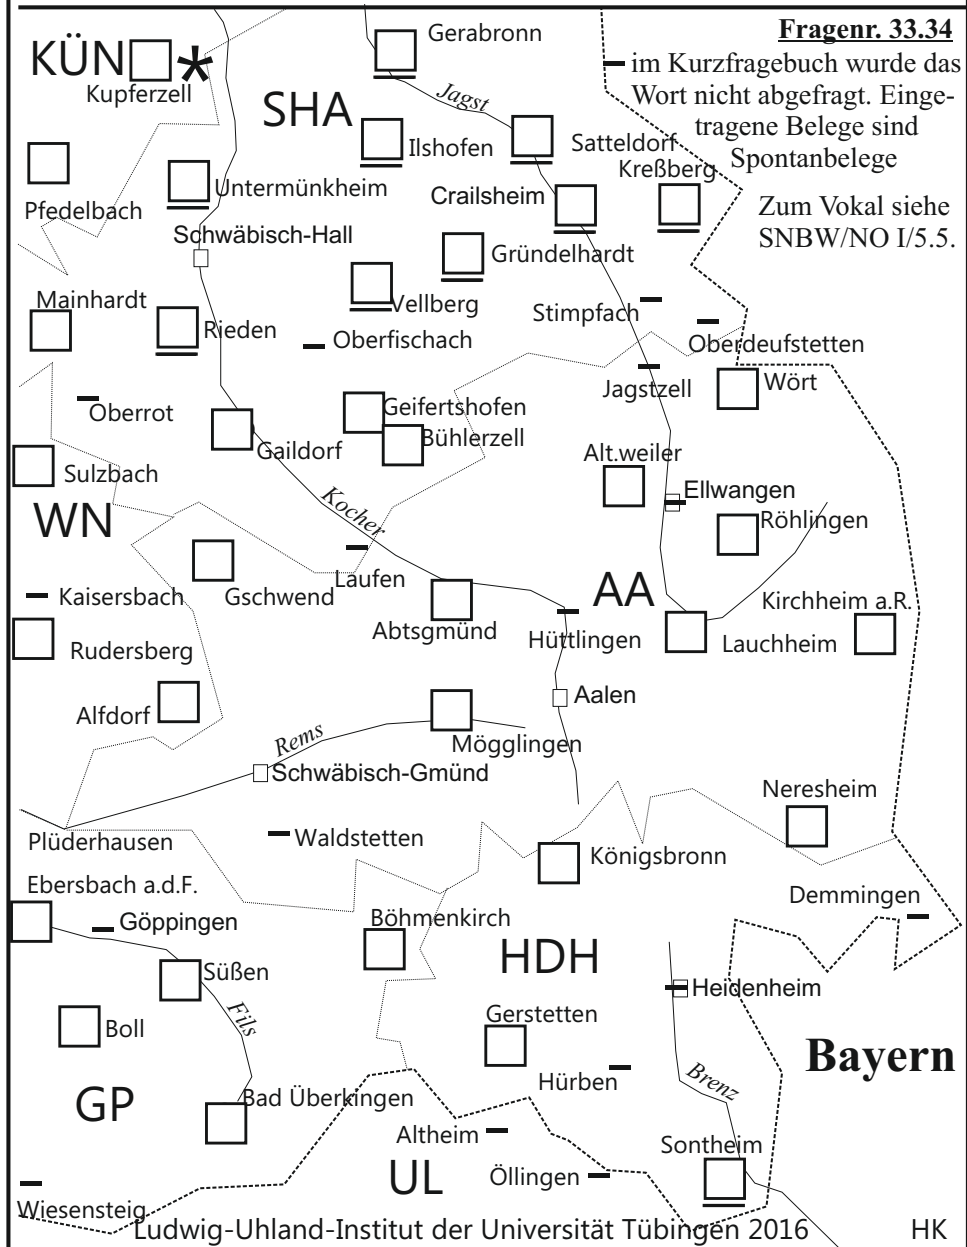 Fragenr. 33.34
im Kurzfragebuch wurde das
Wort nicht abgefragt. Einge-
tragene Belege sind
Spontanbelege
Zum Vokal siehe
SNBW/NO I/5.5.
KÜN *
Kupferzell
Gerabronn
Jagst
SHA
Ilshofen
Satteldorf
Kreßberg
Pfedelbach
Untermünkheim
Crailsheim
Schwäbisch-Hall
Gründelhardt
Mainhardt
Vellberg
Stimpfach
Rieden
Oberfischach
Oberdeufstetten
Jagstzell
Wört
Oberrot
Geifertshofen
Bühlerzell
Gaildorf
Alt.weiler
Sulzbach
Kocher
Ellwangen
WN
Röhlingen
Laufen
AA
Kaisersbach
Gschwend
Kirchheim a.R.
Abtsgmünd
Hüttlingen
Lauchheim
Rudersberg
Aalen
Alfdorf
Rems
Mögglingen
Schwäbisch-Gmünd
Neresheim
Plüderhausen
Waldstetten
Königsbronn
Ebersbach a.d.F.
Demmingen
Göppingen
Böhmenkirch
HDH
Süßen
Heidenheim
Fils
Gerstetten
Boll
Bayern
Hürben
Brenz
GP
Bad Überkingen
Altheim
Sontheim
UL
Öllingen
Wiesensteig
Ludwig-Uhland-Institut der Universität Tübingen 2016 HK